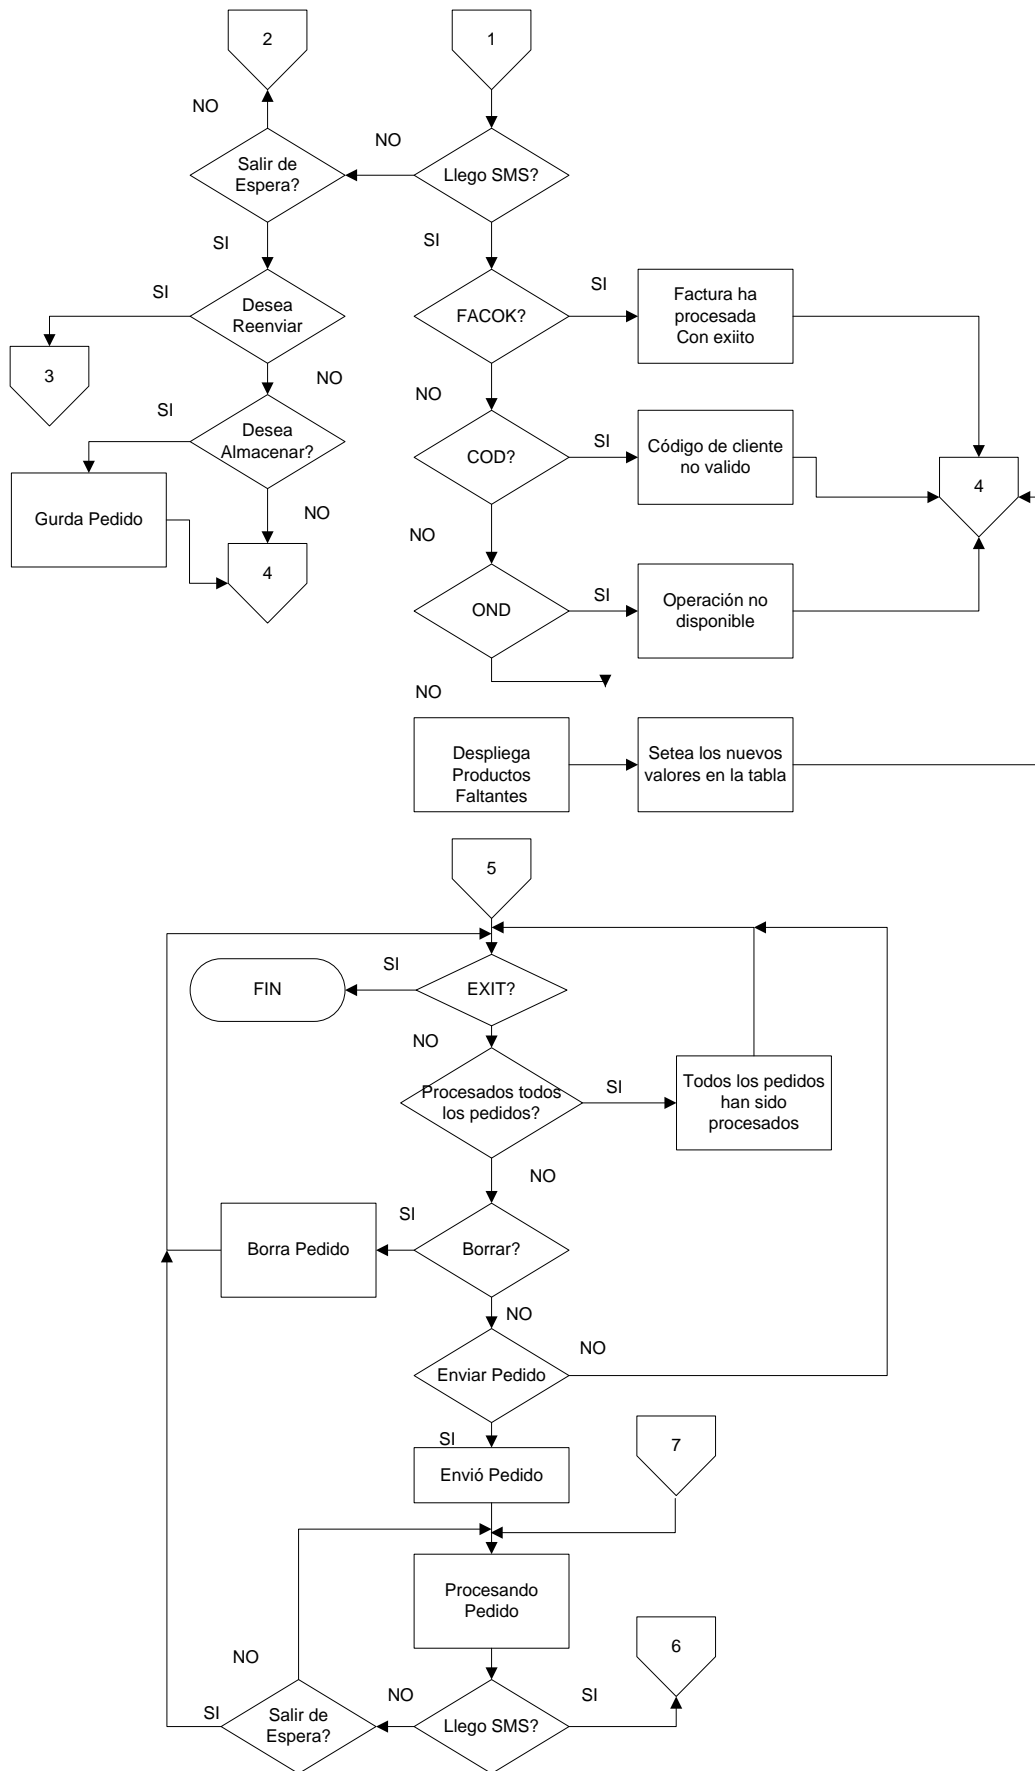 2
1
NO
NO
Salir de
Espera?
Llego SMS?
SI
SI
SI
SI
Desea
Reenviar
FACOK?
Factura ha
procesada
Con exiito
3
NO
NO
SI
SI
Desea
Almacenar?
COD?
Código de cliente
no valido
4
Gurda Pedido
NO
NO
4
SI
OND
Operación no
disponible
NO
Despliega
Productos
Faltantes
Setea los nuevos
valores en la tabla
5
SI
FIN
EXIT?
NO
Procesados todos
los pedidos?
SI
Todos los pedidos
han sido
procesados
NO
SI
Borra Pedido
Borrar?
NO
NO
Enviar Pedido
SI
7
Envió Pedido
Procesando
Pedido
6
NO
NO
SI
SI
Salir de
Espera?
Llego SMS?